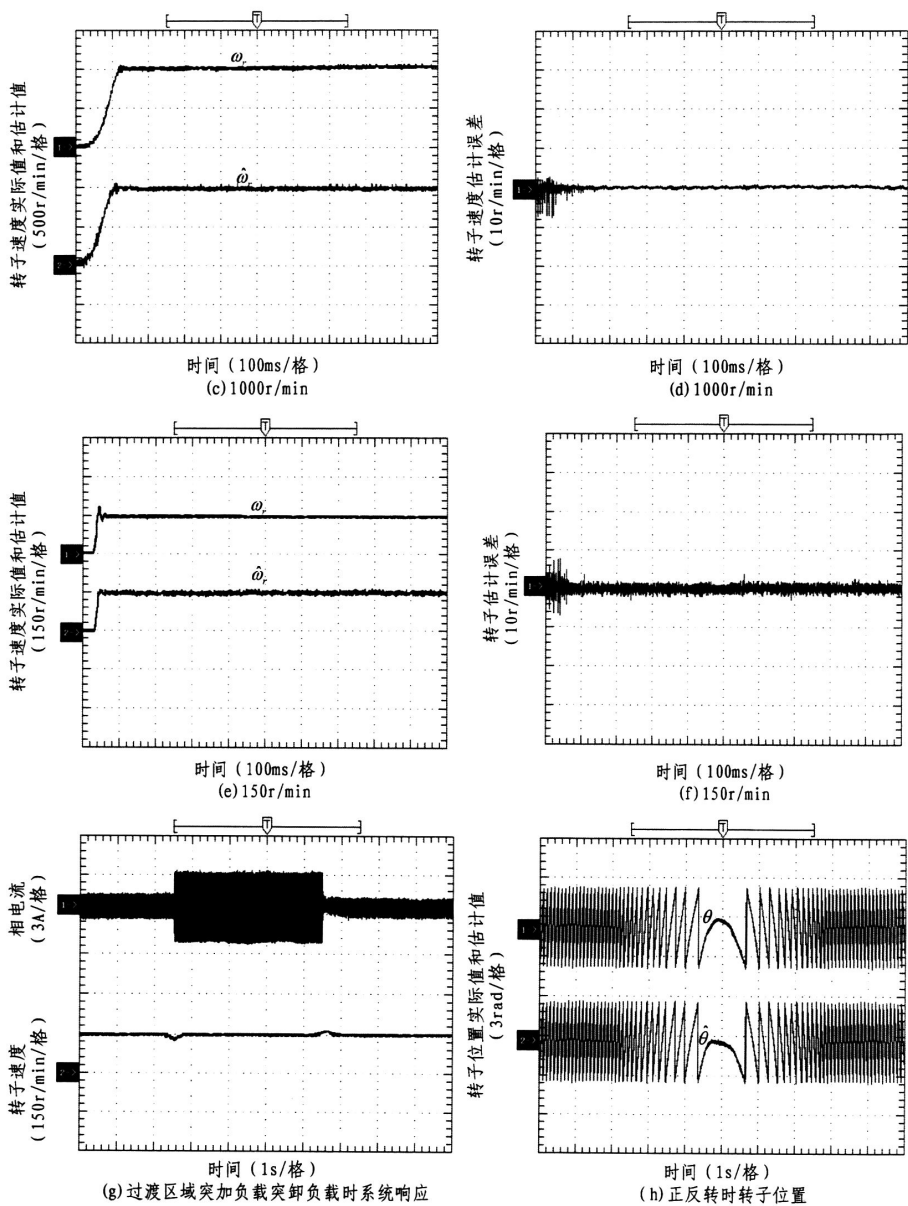 T
T
转子速度实际值和估计值
(500r/min/格)
ω_r
ω̂_r
时间(100ms/格)
(c)1000r/min
转子速度估计误差
(10r/min/格)
时间(100ms/格)
(d)1000r/min
T
T
转子速度实际值和估计值
(150r/min/格)
ω_r
ω̂_r
时间(100ms/格)
(e)150r/min
转子估计误差
(10r/min/格)
时间(100ms/格)
(f)150r/min
T
T
相电流
(3A/格)
转子速度
(150r/min/格)
时间(1s/格)
(g)过渡区域突加负载突卸负载时系统响应
转子位置实际值和估计值
(3rad/格)
θ
θ̂
时间(1s/格)
(h)正反转时转子位置